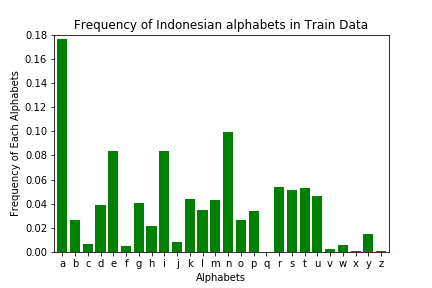 Frequency of Indonesian alphabets in Train Data
Frequency of Each Alphabets
0.18
0.16
0.14
0.12
0.10
0.08
0.06
0.04
0.02
0.00
a b c d e f g h i j k l m n o p q r s t u v w x y z
Alphabets